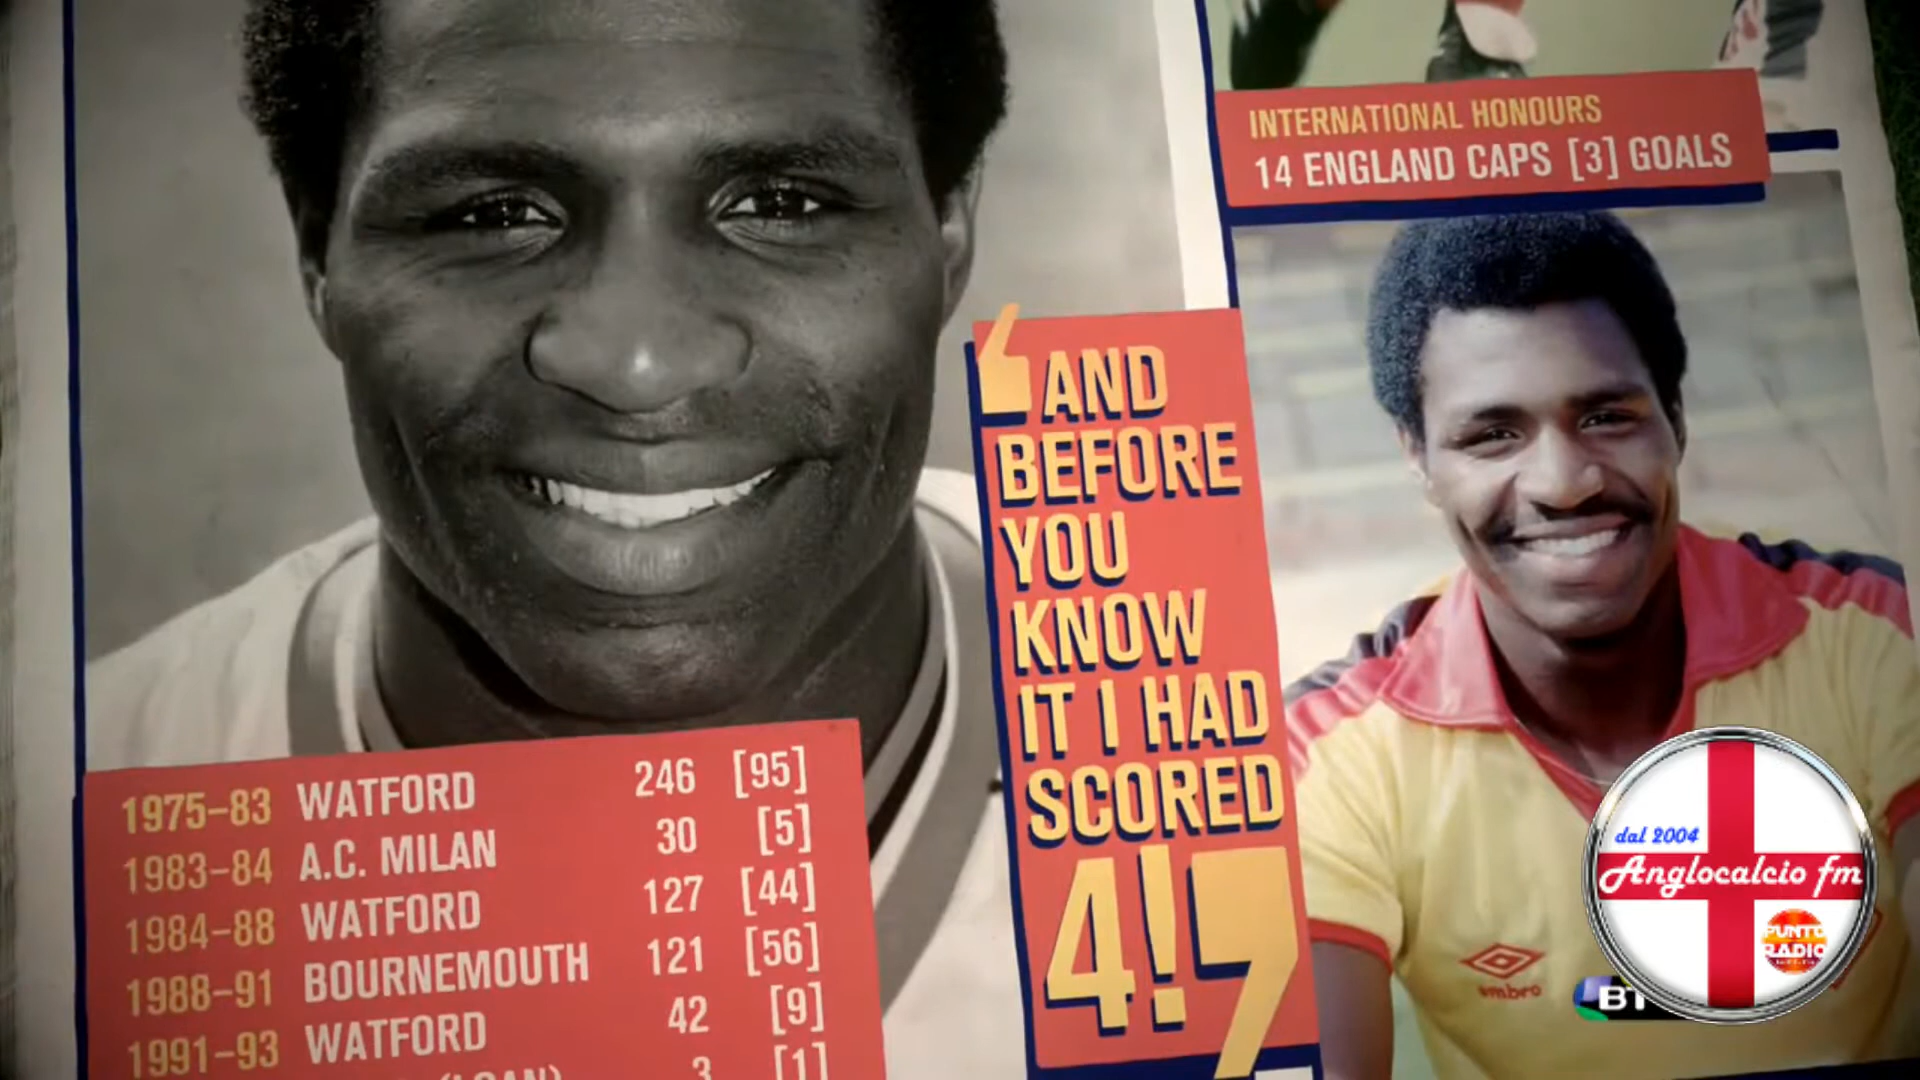 INTERNATIONAL HONOURS
14 ENGLAND CAPS [3] GOALS
‘AND
BEFORE
YOU
KNOW
IT I HAD
SCORED
4!’
1975–83 WATFORD 246 [95]
1983–84 A.C. MILAN 30 [5]
1984–88 WATFORD 127 [44]
1988–91 BOURNEMOUTH 121 [56]
1991–93 WATFORD 42 [9]
(LOAN) 3 [1]
umbro
BT
dal 2004
Anglocalcio fm
PUNTO
RADIO